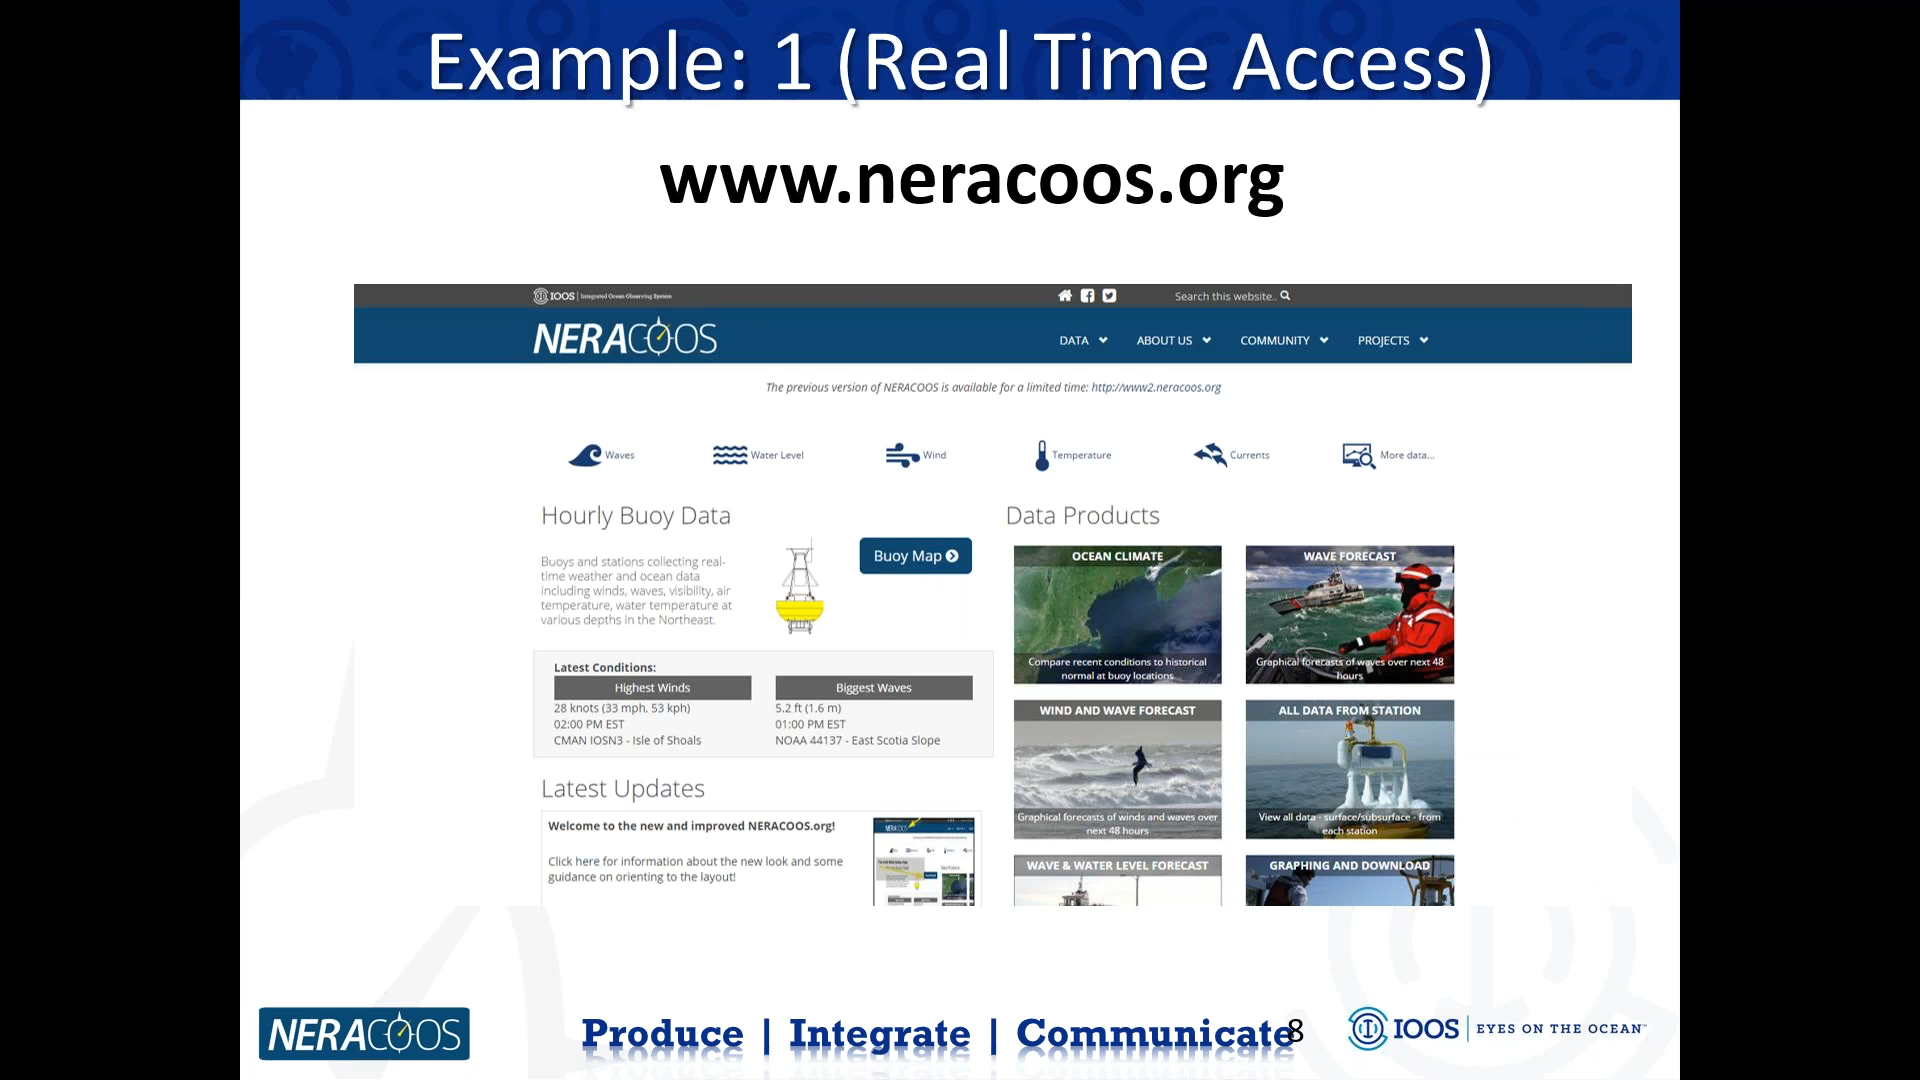 Example: 1 (Real Time Access)
www.neracoos.org
IOOS | Integrated Ocean Observing System
Search this website..
NERACOOS
DATA
ABOUT US
COMMUNITY
PROJECTS
The previous version of NERACOOS is available for a limited time: http://www2.neracoos.org
Waves
Water Level
Wind
Temperature
Currents
More data...
Hourly Buoy Data
Buoys and stations collecting real-
time weather and ocean data
including winds, waves, visibility, air
temperature, water temperature at
various depths in the Northeast.
Buoy Map
Latest Conditions:
Highest Winds
28 knots (33 mph, 53 kph)
02:00 PM EST
CMAN IOSN3 - Isle of Shoals
Biggest Waves
5.2 ft (1.6 m)
01:00 PM EST
NOAA 44137 - East Scotia Slope
Latest Updates
Welcome to the new and improved NERACOOS.org!
Click here for information about the new look and some
guidance on orienting to the layout!
Data Products
OCEAN CLIMATE
Compare recent conditions to historical
normal at buoy locations
WAVE FORECAST
Graphical forecasts of waves over next 48
hours
WIND AND WAVE FORECAST
Graphical forecasts of winds and waves over
next 48 hours
ALL DATA FROM STATION
View all data - surface/subsurface - from
each station
WAVE & WATER LEVEL FORECAST
GRAPHING AND DOWNLOAD
NERACOOS
Produce | Integrate | Communicate
8
IOOS | EYES ON THE OCEAN™